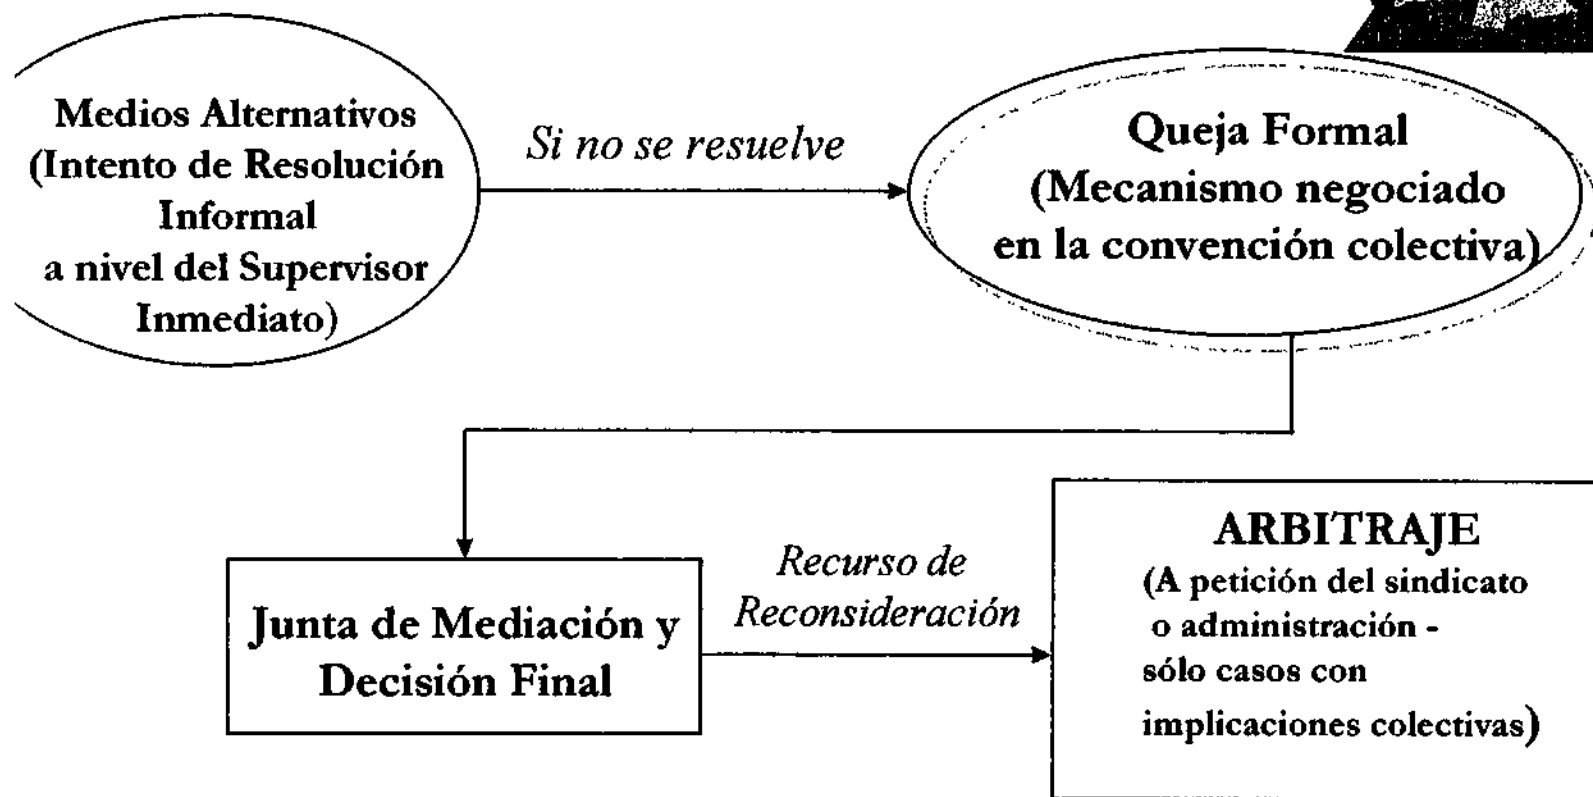 Medios Alternativos
(Intento de Resolución
Informal
a nivel del Supervisor
Inmediato)
Si no se resuelve
Queja Formal
(Mecanismo negociado
en la convención colectiva)
Junta de Mediación y
Decisión Final
Recurso de
Reconsideración
ARBITRAJE
(A petición del sindicato
o administración -
sólo casos con
implicaciones colectivas)